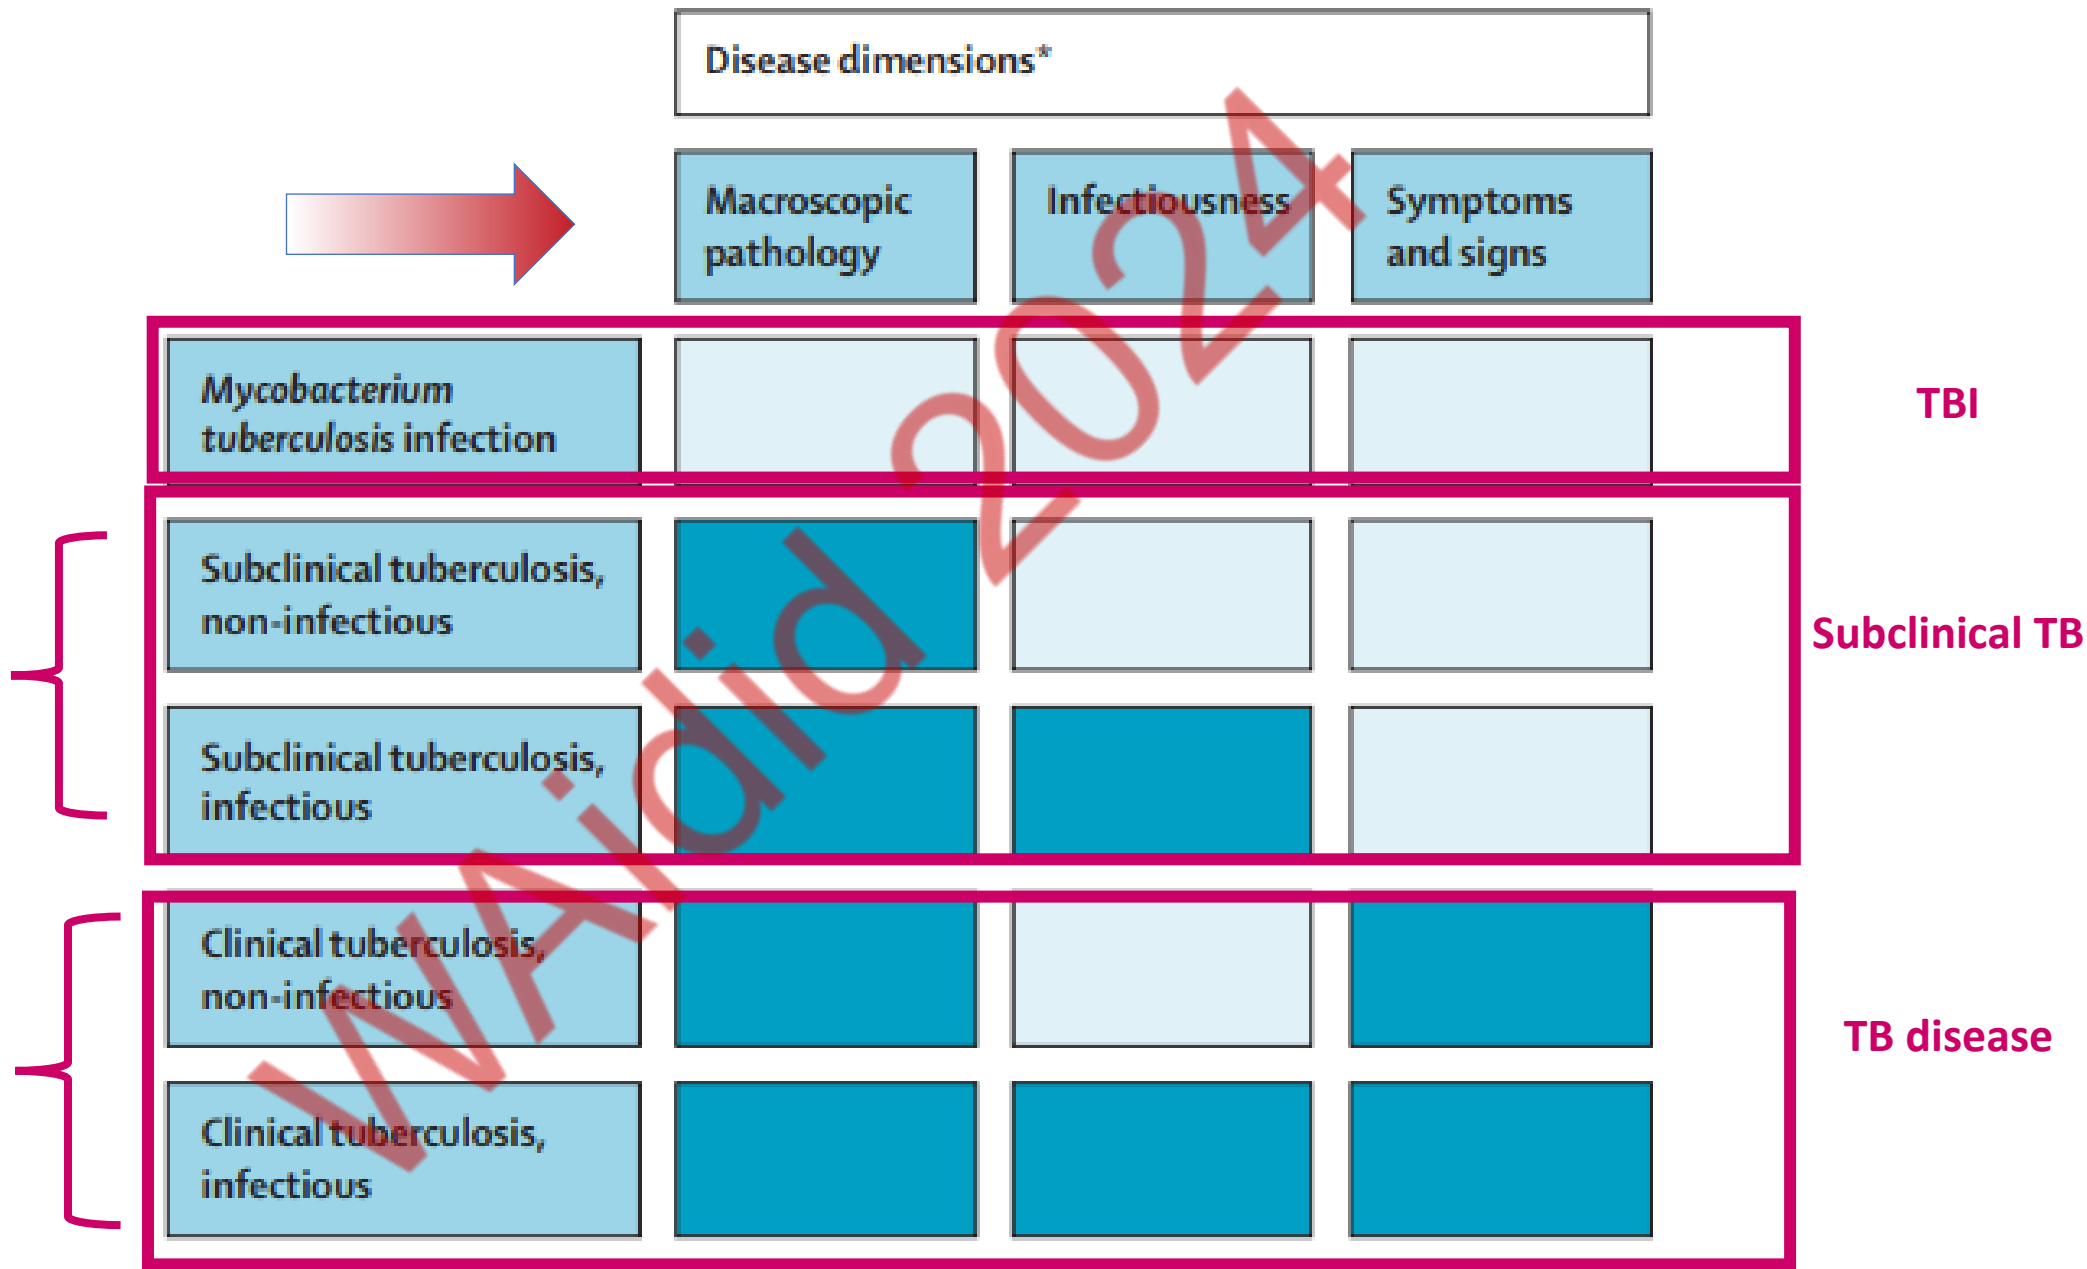 Disease dimensions*
Macroscopic
pathology
Infectiousness
Symptoms
and signs
Mycobacterium
tuberculosis infection
TBI
Subclinical tuberculosis,
non-infectious
Subclinical TB
Subclinical tuberculosis,
infectious
Clinical tuberculosis,
non-infectious
TB disease
Clinical tuberculosis,
infectious
WAidid 2024